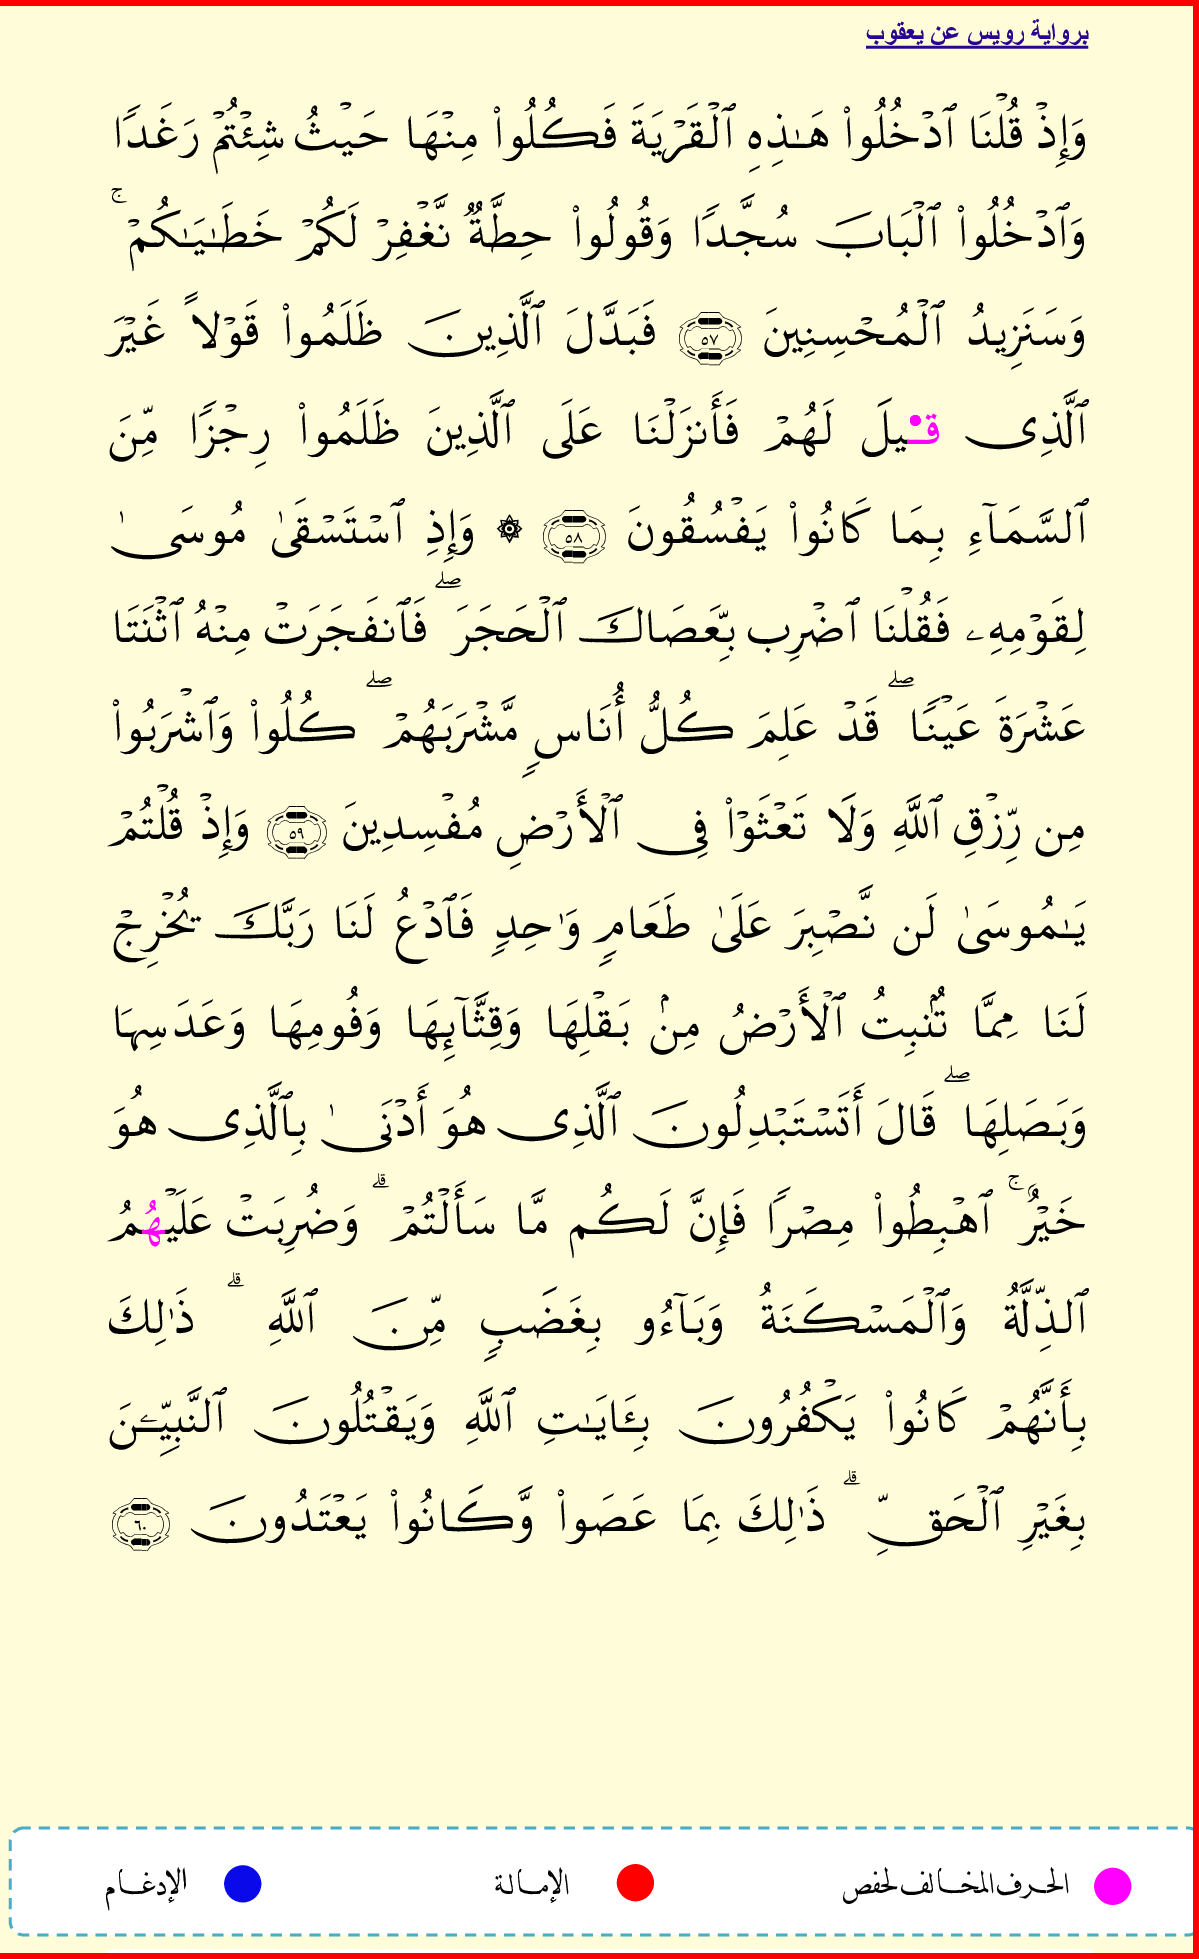 برواية رويس عن يعقوب
وَإِذْ قُلْنَا ٱدْخُلُوا۟ هَـٰذِهِ ٱلْقَرْيَةَ فَكُلُوا۟ مِنْهَا حَيْثُ شِئْتُمْ رَغَدًا
وَٱدْخُلُوا۟ ٱلْبَابَ سُجَّدًا وَقُولُوا۟ حِطَّةٌ نَّغْفِرْ لَكُمْ خَطَـٰيَـٰكُمْ ۚ
وَسَنَزِيدُ ٱلْمُحْسِنِينَ ٥٧ فَبَدَّلَ ٱلَّذِينَ ظَلَمُوا۟ قَوْلاً غَيْرَ
ٱلَّذِى ق۬يلَ لَهُمْ فَأَنزَلْنَا عَلَى ٱلَّذِينَ ظَلَمُوا۟ رِجْزًا مِّنَ
ٱلسَّمَآءِ بِمَا كَانُوا۟ يَفْسُقُونَ ٥٨ ۞ وَإِذِ ٱسْتَسْقَىٰ مُوسَىٰ
لِقَوْمِهِۦ فَقُلْنَا ٱضْرِب بِّعَصَاكَ ٱلْحَجَرَ ۖ فَٱنفَجَرَتْ مِنْهُ ٱثْنَتَا
عَشْرَةَ عَيْنًا ۖ قَدْ عَلِمَ كُلُّ أُنَاسٍ مَّشْرَبَهُمْ ۖ كُلُوا۟ وَٱشْرَبُوا۟
مِن رِّزْقِ ٱللَّهِ وَلَا تَعْثَوْا۟ فِى ٱلْأَرْضِ مُفْسِدِينَ ٥٩ وَإِذْ قُلْتُمْ
يَـٰمُوسَىٰ لَن نَّصْبِرَ عَلَىٰ طَعَامٍ وَٰحِدٍ فَٱدْعُ لَنَا رَبَّكَ يُخْرِجْ
لَنَا مِمَّا تُنۢبِتُ ٱلْأَرْضُ مِنۢ بَقْلِهَا وَقِثَّآئِهَا وَفُومِهَا وَعَدَسِهَا
وَبَصَلِهَا ۖ قَالَ أَتَسْتَبْدِلُونَ ٱلَّذِى هُوَ أَدْنَىٰ بِٱلَّذِى هُوَ
خَيْرٌ ۚ ٱهْبِطُوا۟ مِصْرًا فَإِنَّ لَكُم مَّا سَأَلْتُمْ ۗ وَضُرِبَتْ عَلَيْهُمُ
ٱلذِّلَّةُ وَٱلْمَسْكَنَةُ وَبَآءُو بِغَضَبٍ مِّنَ ٱللَّهِ ۗ ذَٰلِكَ
بِأَنَّهُمْ كَانُوا۟ يَكْفُرُونَ بِـَٔايَـٰتِ ٱللَّهِ وَيَقْتُلُونَ ٱلنَّبِيِّـۧنَ
بِغَيْرِ ٱلْحَقِّ ۗ ذَٰلِكَ بِمَا عَصَوا۟ وَّكَانُوا۟ يَعْتَدُونَ ٦٠
الحرف المخالف لحفص الإمالة الإدغام